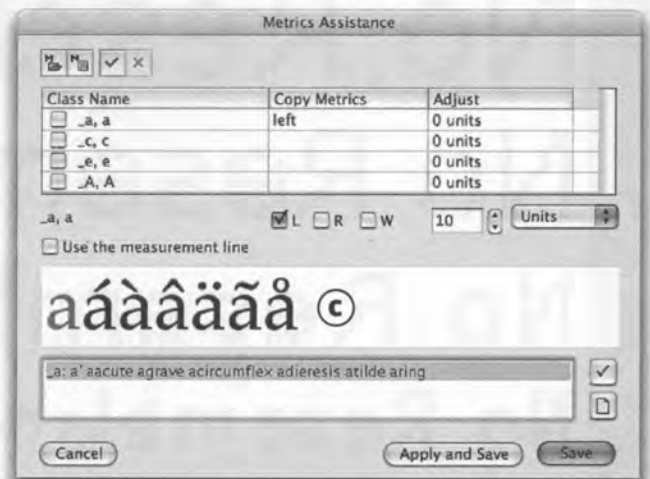 Metrics Assistance
Class Name Copy Metrics Adjust
_a, a left 0 units
_c, c 0 units
_e, e 0 units
_A, A 0 units
_a, a L R W 10 Units
Use the measurement line
aáàâäãå ©
_a: a' aacute agrave acircumflex adieresis atilde aring
Cancel Apply and Save Save